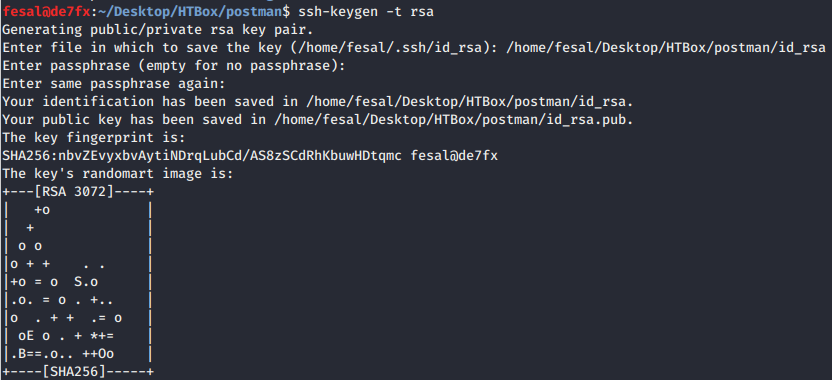 fesal@de7fx:~/Desktop/HTBox/postman$ ssh-keygen -t rsa
Generating public/private rsa key pair.
Enter file in which to save the key (/home/fesal/.ssh/id_rsa): /home/fesal/Desktop/HTBox/postman/id_rsa
Enter passphrase (empty for no passphrase):
Enter same passphrase again:
Your identification has been saved in /home/fesal/Desktop/HTBox/postman/id_rsa.
Your public key has been saved in /home/fesal/Desktop/HTBox/postman/id_rsa.pub.
The key fingerprint is:
SHA256:nbvZEvyxbvAytiNDrqLubCd/AS8zSCdRhKbuwHDtqmc fesal@de7fx
The key's randomart image is:
+---[RSA 3072]----+
|   +o            |
|  +              |
| o o             |
|o + +    . .     |
|+o = o  S.o      |
|.o. = o . +..    |
|o  . + +  .= o   |
| oE o . + *+=    |
|.B==.o.. ++Oo    |
+----[SHA256]-----+